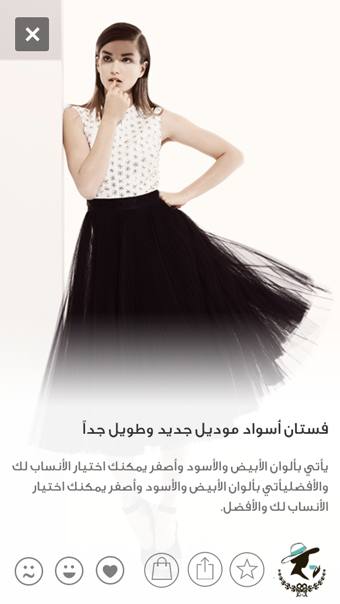 فستان أسواد موديل جديد وطويل جداً
يأتي بألوان الأبيض والأسود وأصفر يمكنك اختيار الأنساب لك
والأفضليأتي بألوان الأبيض والأسود وأصفر يمكنك اختيار
الأنساب لك والأفضل.